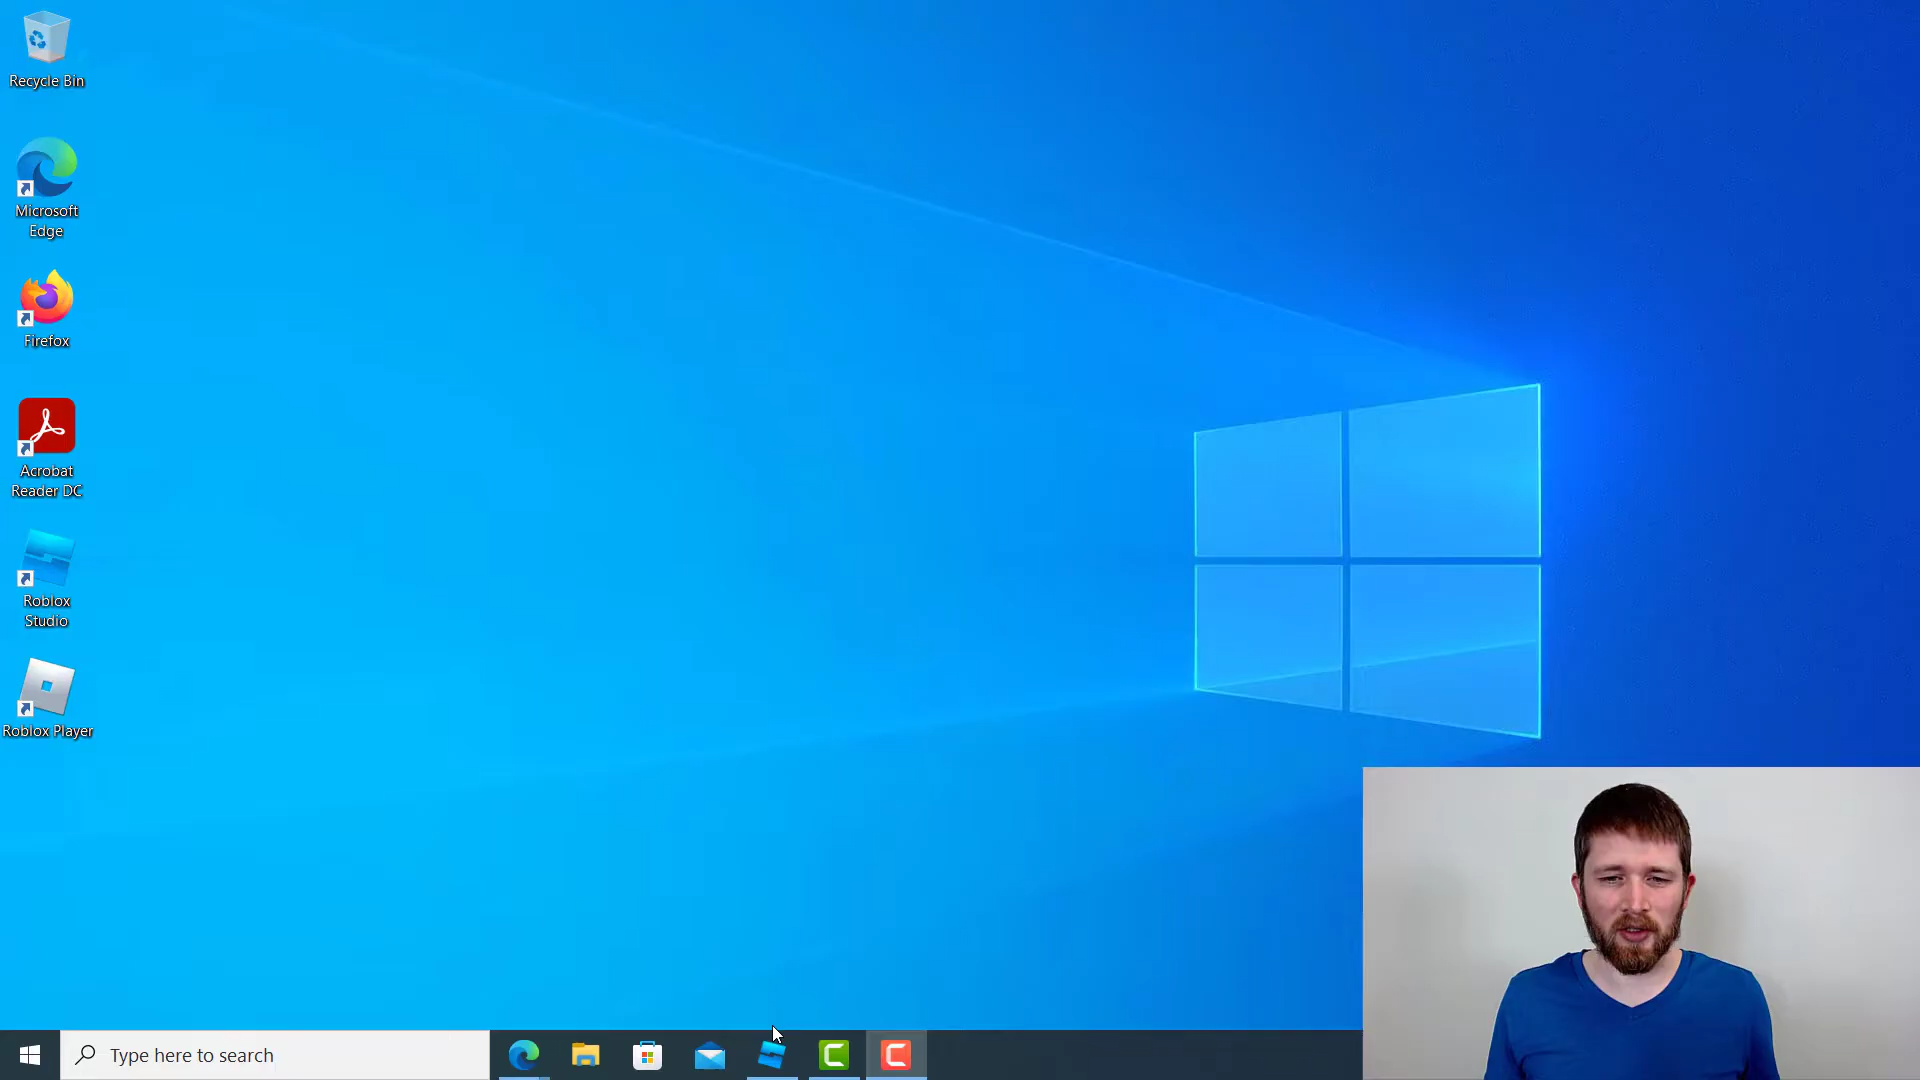 Recycle Bin
Microsoft
Edge
Firefox
Acrobat
Reader DC
Roblox
Studio
Roblox Player
Type here to search